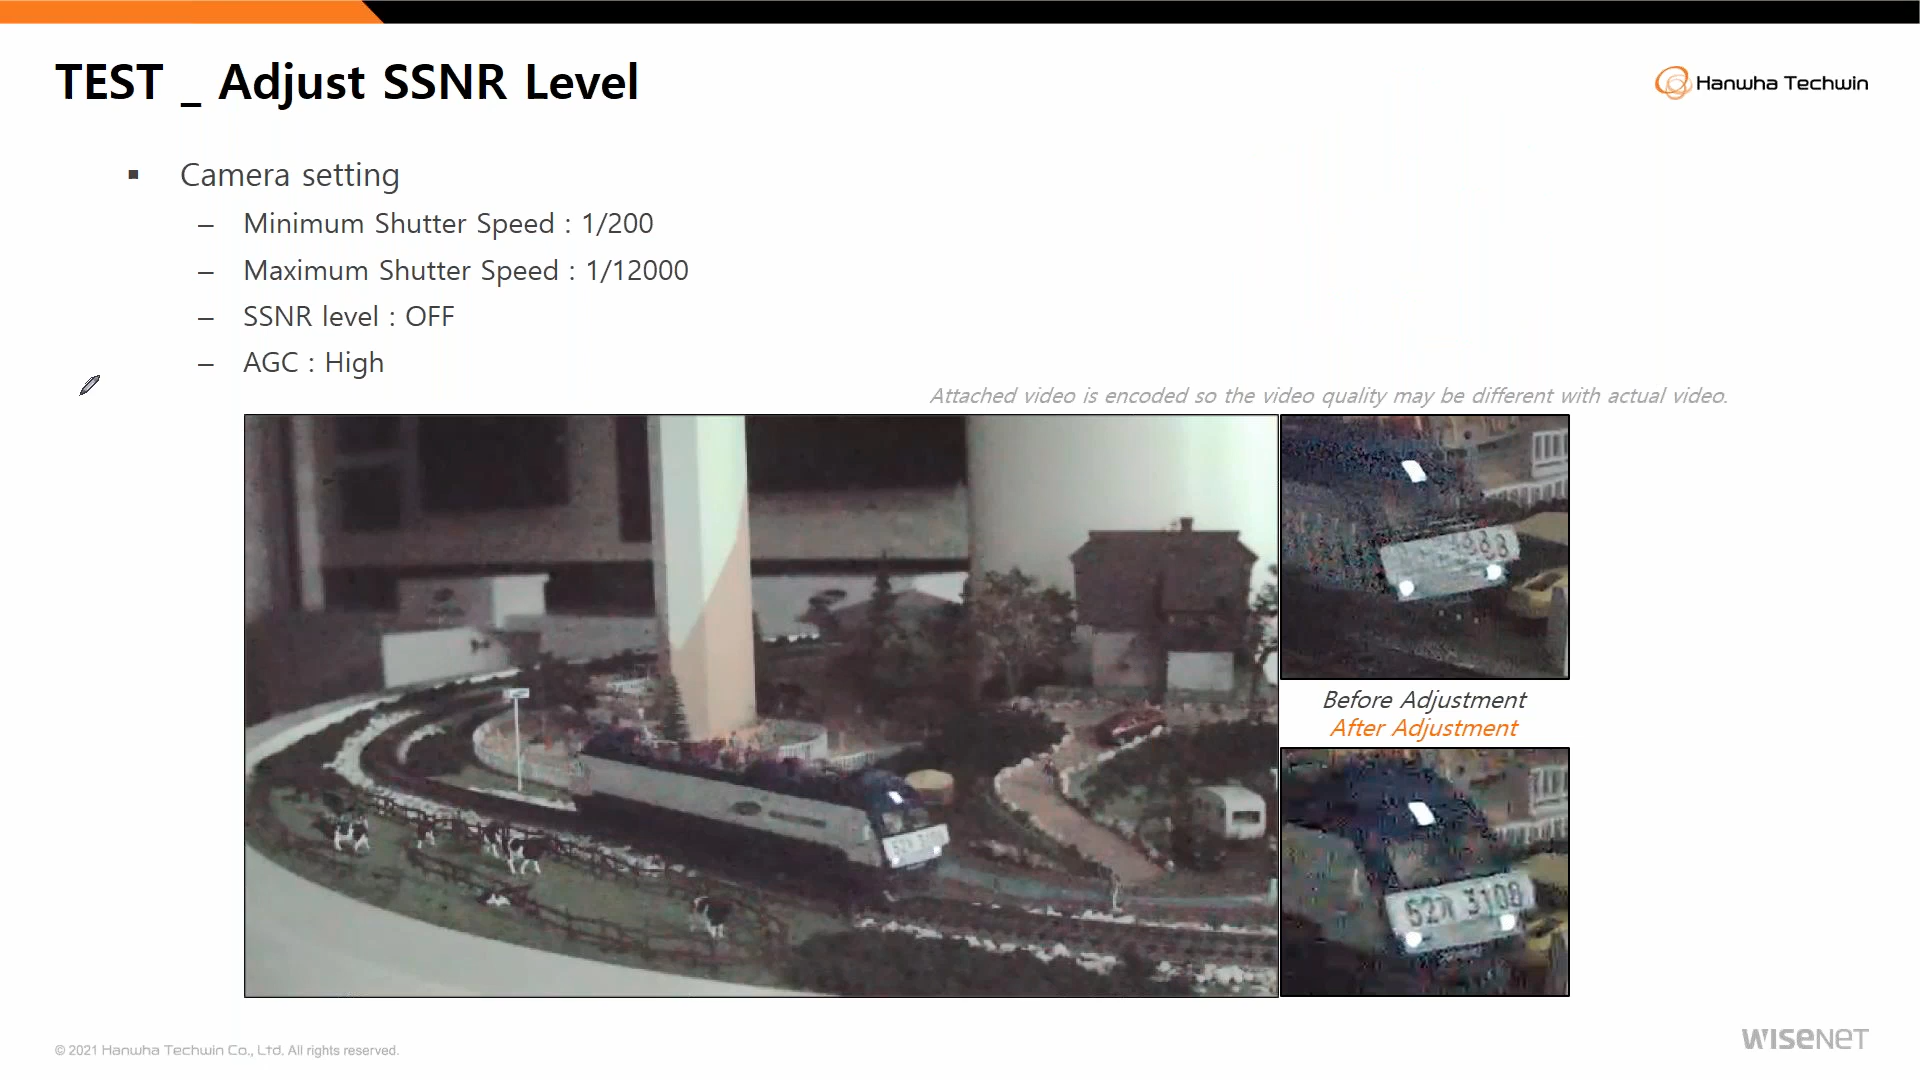 TEST _ Adjust SSNR Level
Hanwha Techwin
▪ Camera setting
– Minimum Shutter Speed : 1/200
– Maximum Shutter Speed : 1/12000
– SSNR level : OFF
– AGC : High
Attached video is encoded so the video quality may be different with actual video.
Before Adjustment
After Adjustment
3108
© 2021 Hanwha Techwin Co., Ltd. All rights reserved.
WISENET